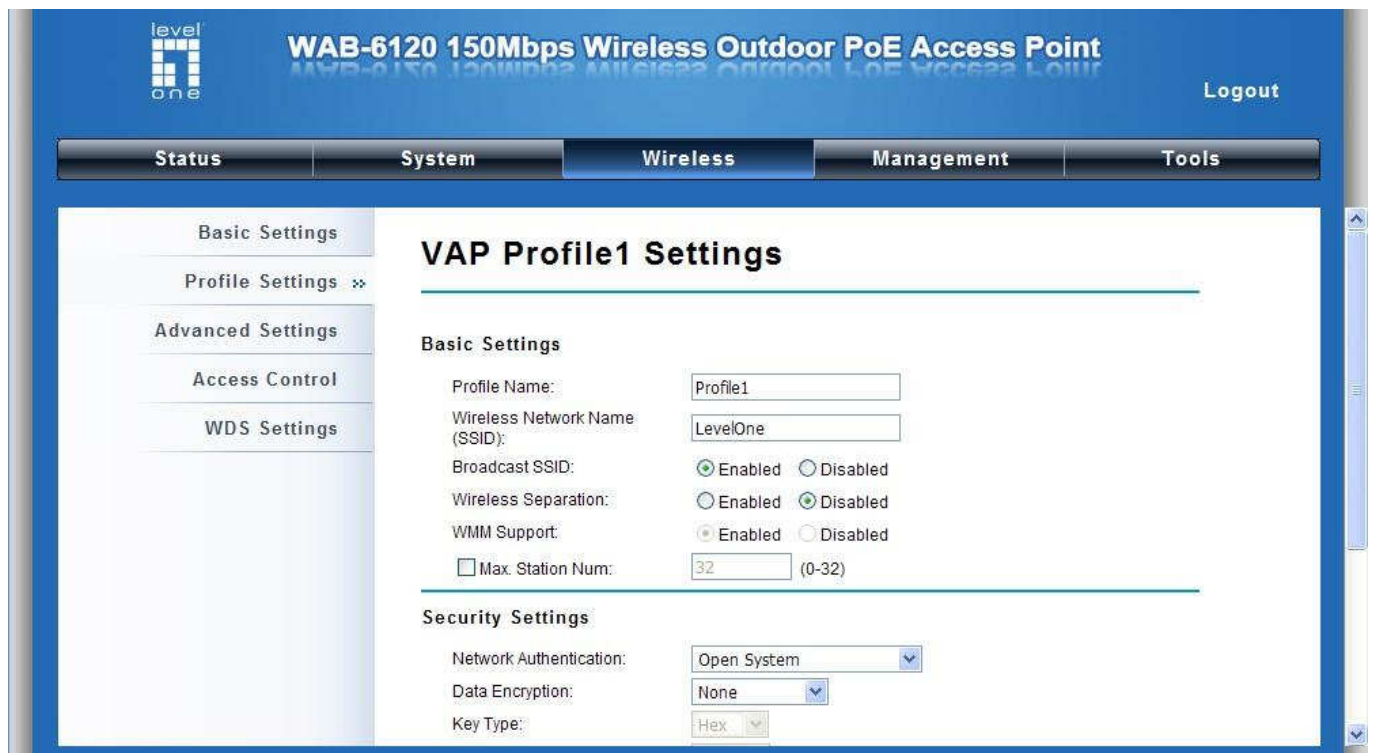 level
one
WAB-6120 150Mbps Wireless Outdoor PoE Access Point
Logout
Status System Wireless Management Tools
Basic Settings
Profile Settings »
Advanced Settings
Access Control
WDS Settings
VAP Profile1 Settings
Basic Settings
Profile Name: Profile1
Wireless Network Name
(SSID): LevelOne
Broadcast SSID: Enabled Disabled
Wireless Separation: Enabled Disabled
WMM Support: Enabled Disabled
Max. Station Num: 32 (0-32)
Security Settings
Network Authentication: Open System
Data Encryption: None
Key Type: Hex